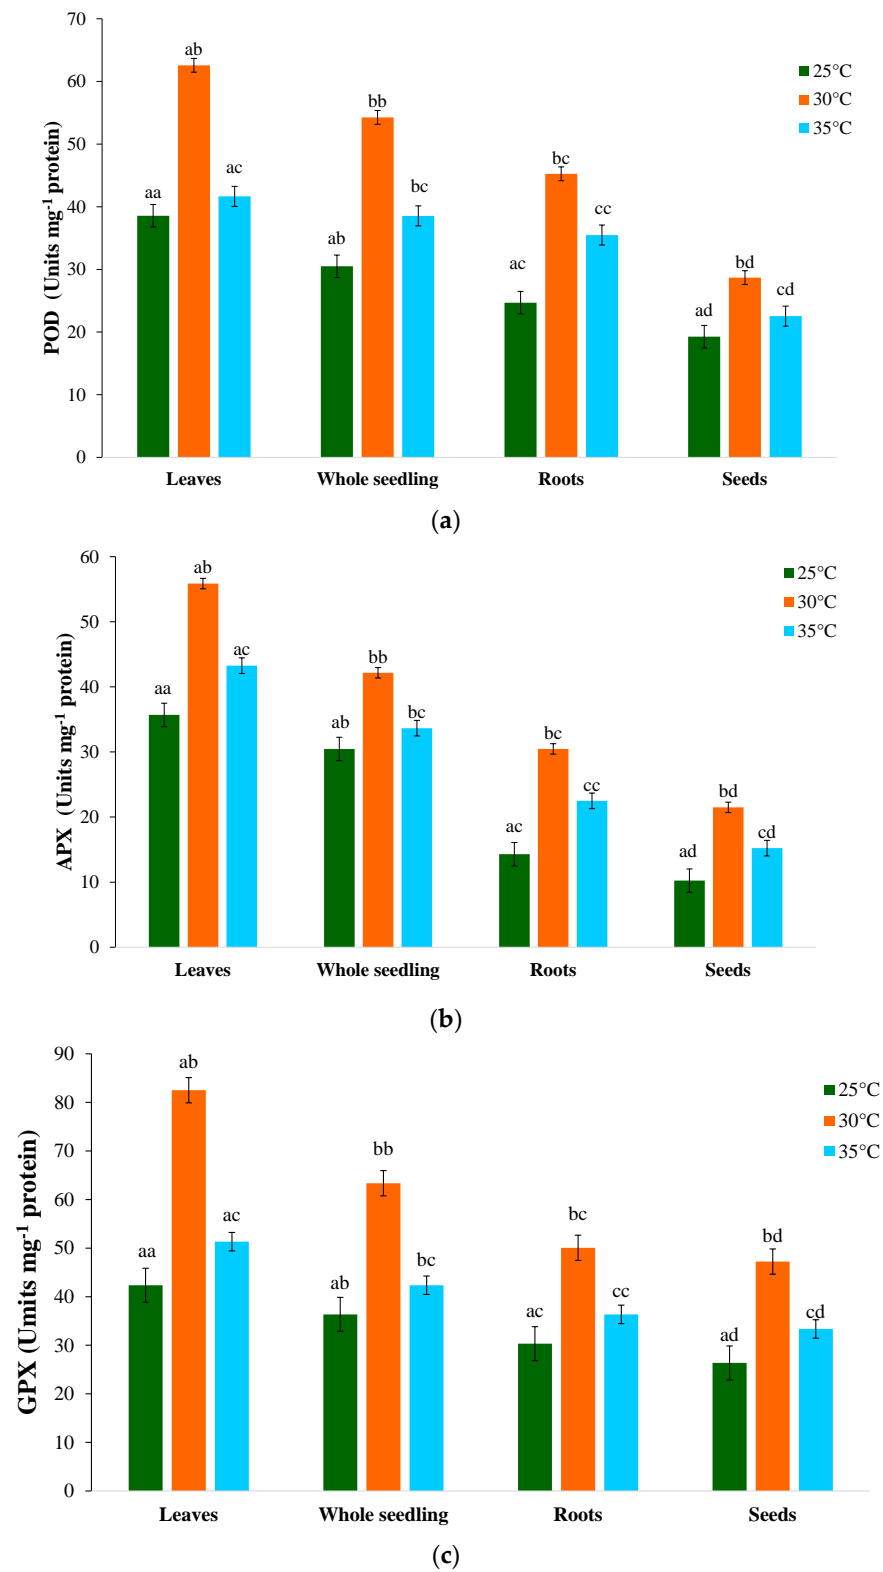 70
60
50
40
30
20
10
0
POD (Units mg-1 protein)
25°C
30°C
35°C
aa
ab
ac
ab
bb
bc
ac
bc
cc
ad
bd
cd
Leaves Whole seedling Roots Seeds
(a)
60
50
40
30
20
10
0
APX (Units mg-1 protein)
25°C
30°C
35°C
aa
ab
ac
ab
bb
bc
ac
bc
cc
ad
bd
cd
Leaves Whole seedling Roots Seeds
(b)
90
80
70
60
50
40
30
20
10
0
GPX (Umits mg-1 protein)
25°C
30°C
35°C
aa
ab
ac
ab
bb
bc
ac
bc
cc
ad
bd
cd
Leaves Whole seedling Roots Seeds
(c)